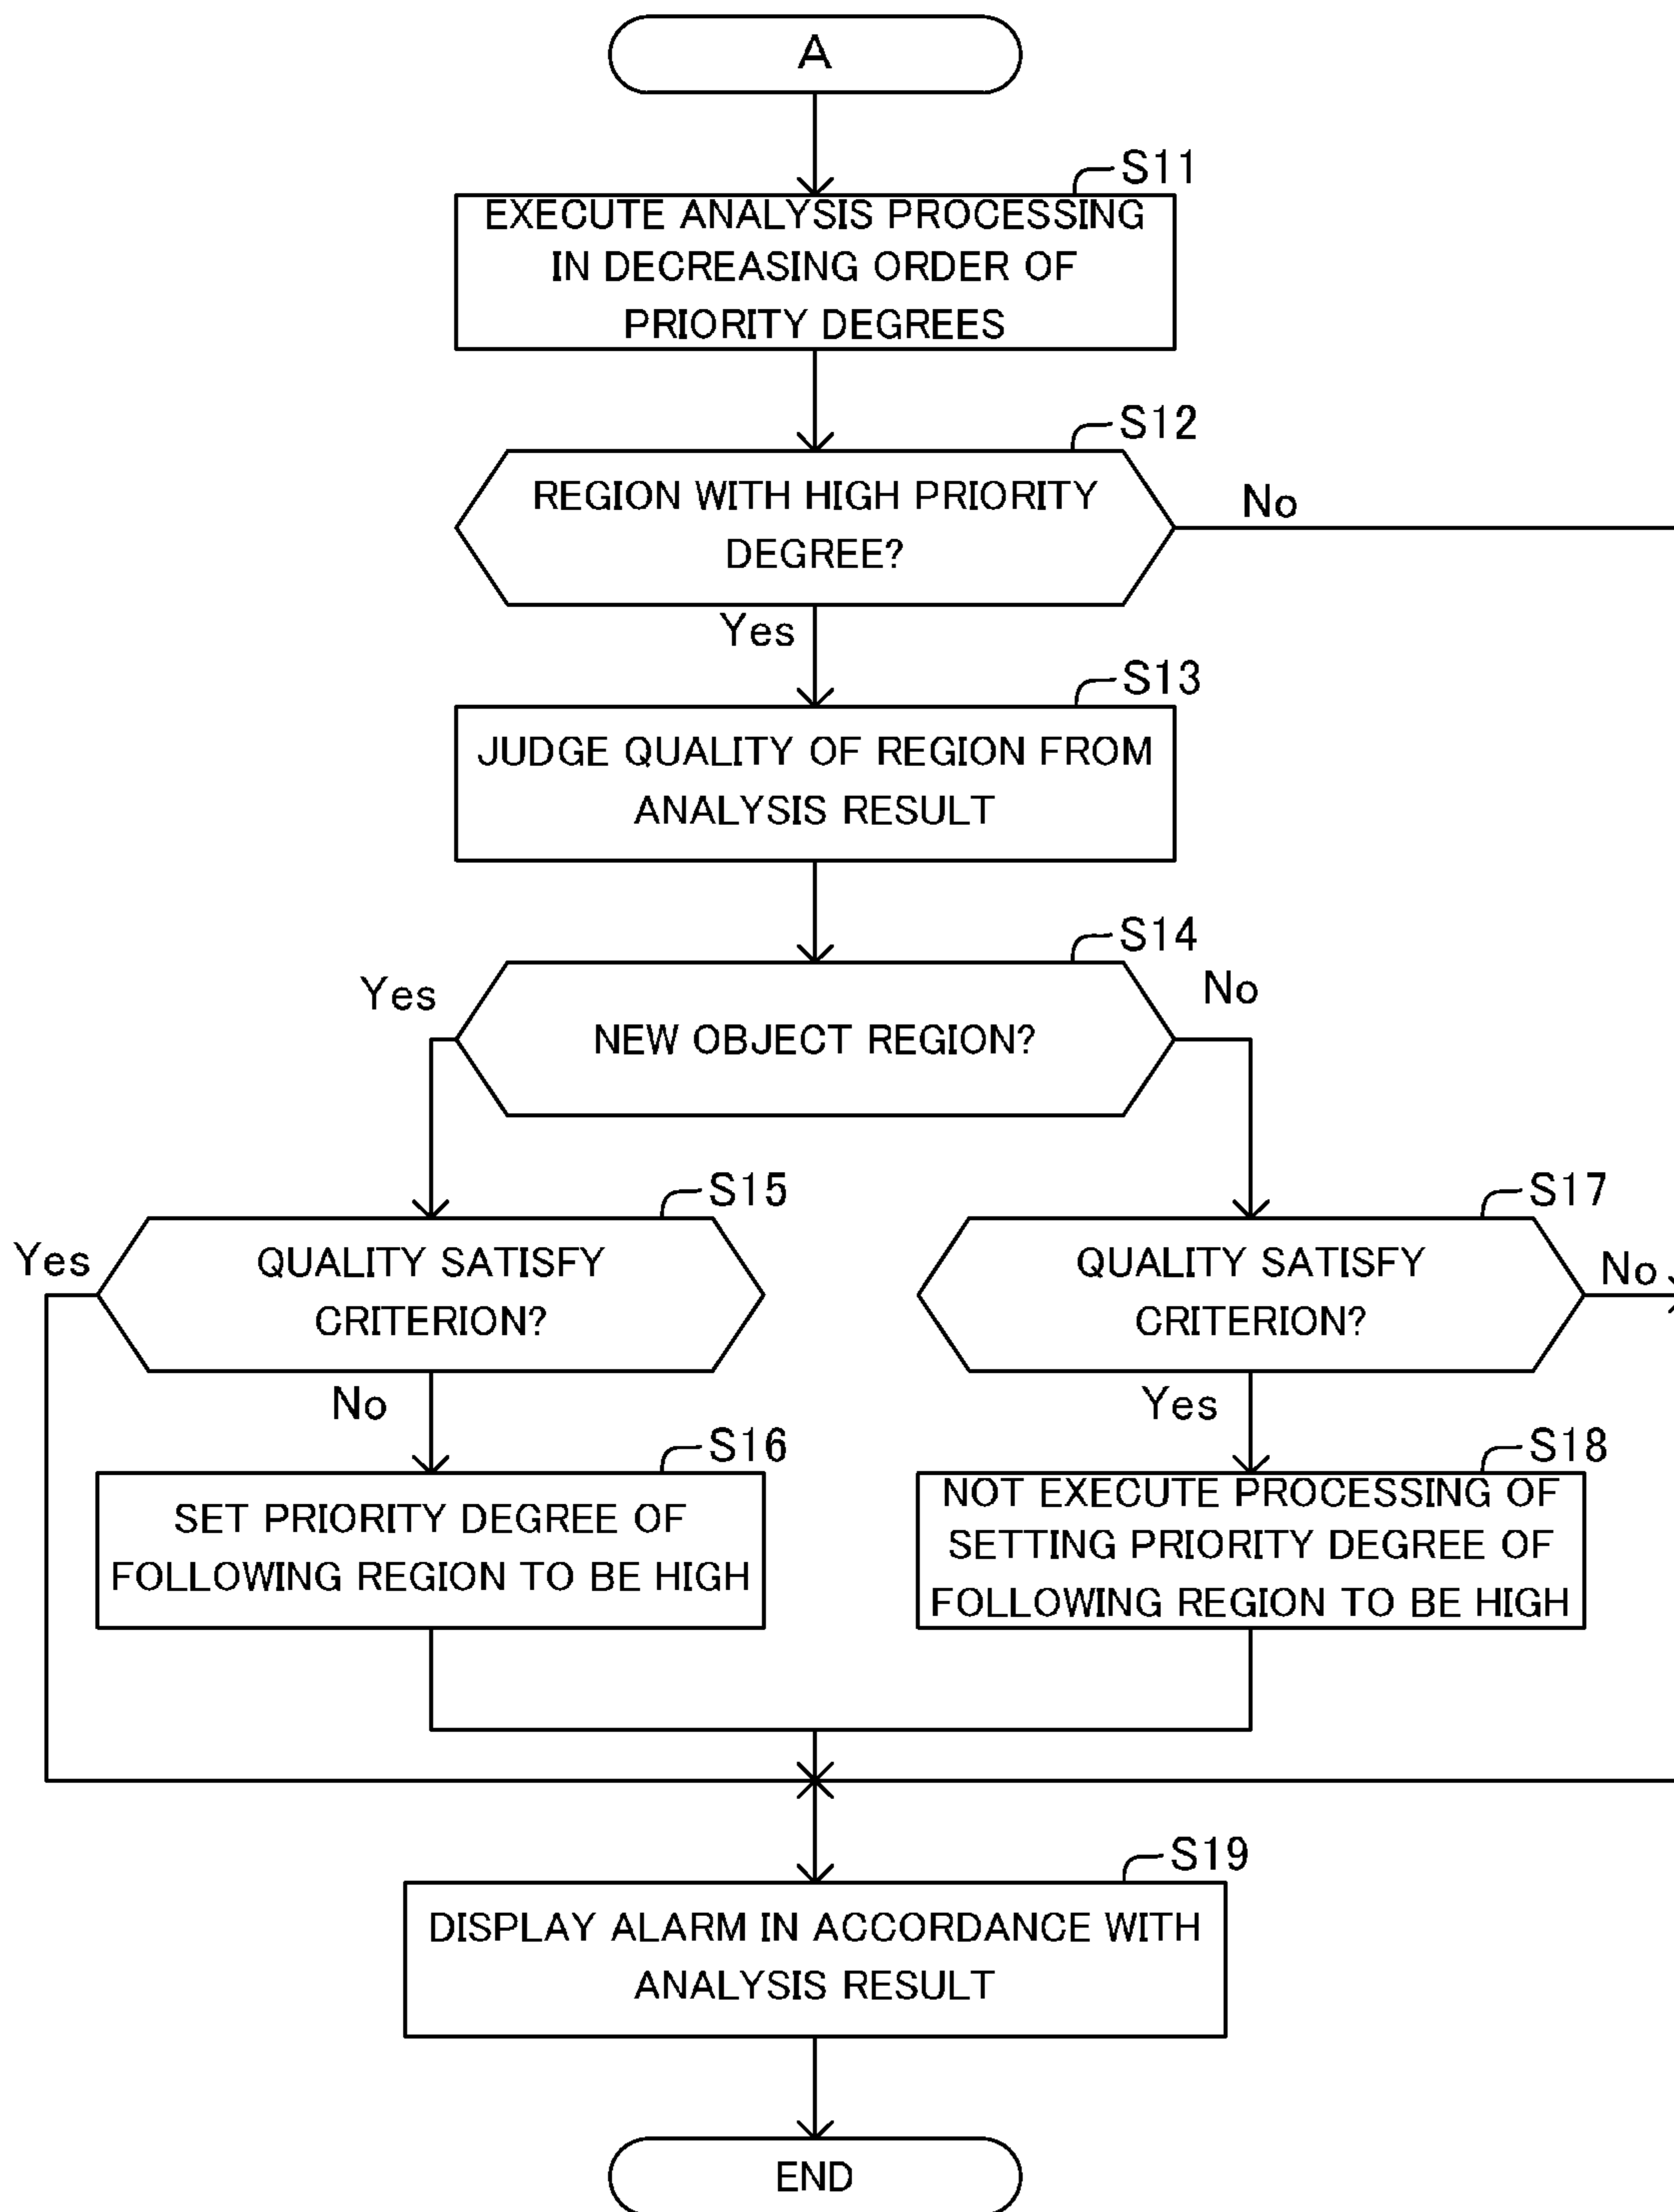 A
S11
EXECUTE ANALYSIS PROCESSING
IN DECREASING ORDER OF
PRIORITY DEGREES
S12
REGION WITH HIGH PRIORITY
DEGREE?
No
Yes
S13
JUDGE QUALITY OF REGION FROM
ANALYSIS RESULT
S14
Yes
NEW OBJECT REGION?
No
S15
Yes
QUALITY SATISFY
CRITERION?
No
S16
SET PRIORITY DEGREE OF
FOLLOWING REGION TO BE HIGH
S17
QUALITY SATISFY
CRITERION?
No
Yes
S18
NOT EXECUTE PROCESSING OF
SETTING PRIORITY DEGREE OF
FOLLOWING REGION TO BE HIGH
S19
DISPLAY ALARM IN ACCORDANCE WITH
ANALYSIS RESULT
END